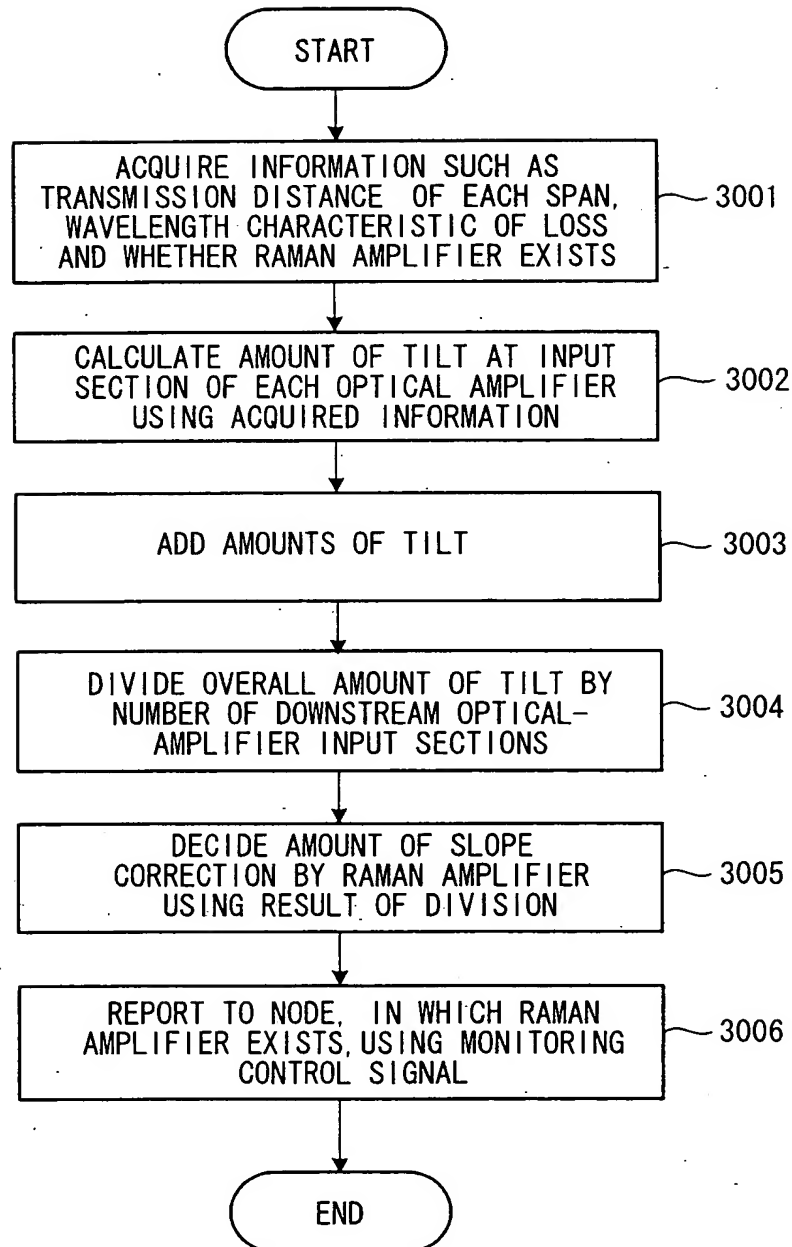 START
ACQUIRE INFORMATION SUCH AS
TRANSMISSION DISTANCE OF EACH SPAN,
WAVELENGTH CHARACTERISTIC OF LOSS
AND WHETHER RAMAN AMPLIFIER EXISTS
3001
CALCULATE AMOUNT OF TILT AT INPUT
SECTION OF EACH OPTICAL AMPLIFIER
USING ACQUIRED INFORMATION
3002
ADD AMOUNTS OF TILT
3003
DIVIDE OVERALL AMOUNT OF TILT BY
NUMBER OF DOWNSTREAM OPTICAL-
AMPLIFIER INPUT SECTIONS
3004
DECIDE AMOUNT OF SLOPE
CORRECTION BY RAMAN AMPLIFIER
USING RESULT OF DIVISION
3005
REPORT TO NODE, IN WHICH RAMAN
AMPLIFIER EXISTS, USING MONITORING
CONTROL SIGNAL
3006
END